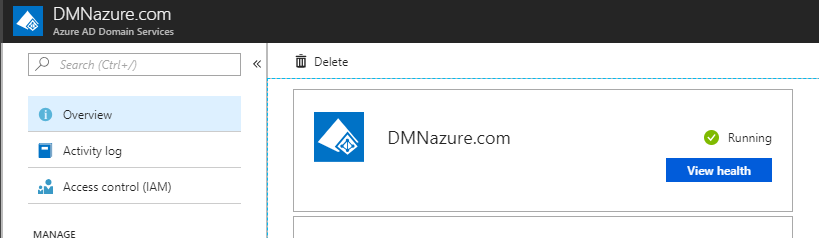 DMNazure.com
Azure AD Domain Services
Search (Ctrl+/)
«
Delete
Overview
Activity log
Access control (IAM)
MANAGE
DMNazure.com
Running
View health